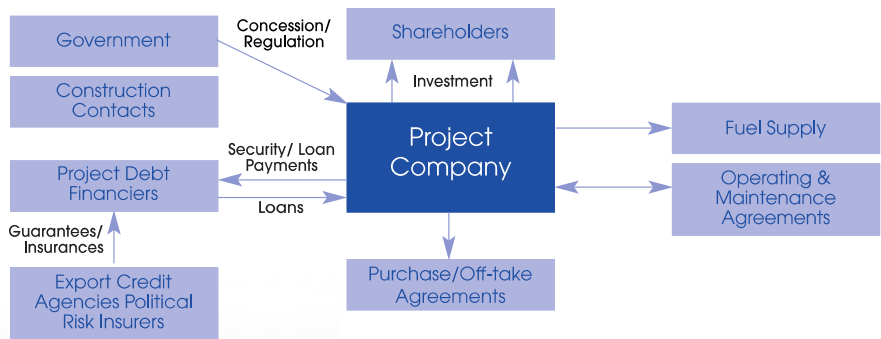 Government
Concession/
Regulation
Shareholders
Investment
Construction
Contacts
Project
Company
Fuel Supply
Security/ Loan
Payments
Project Debt
Financiers
Loans
Operating &
Maintenance
Agreements
Guarantees/
Insurances
Export Credit
Agencies Political
Risk Insurers
Purchase/Off-take
Agreements